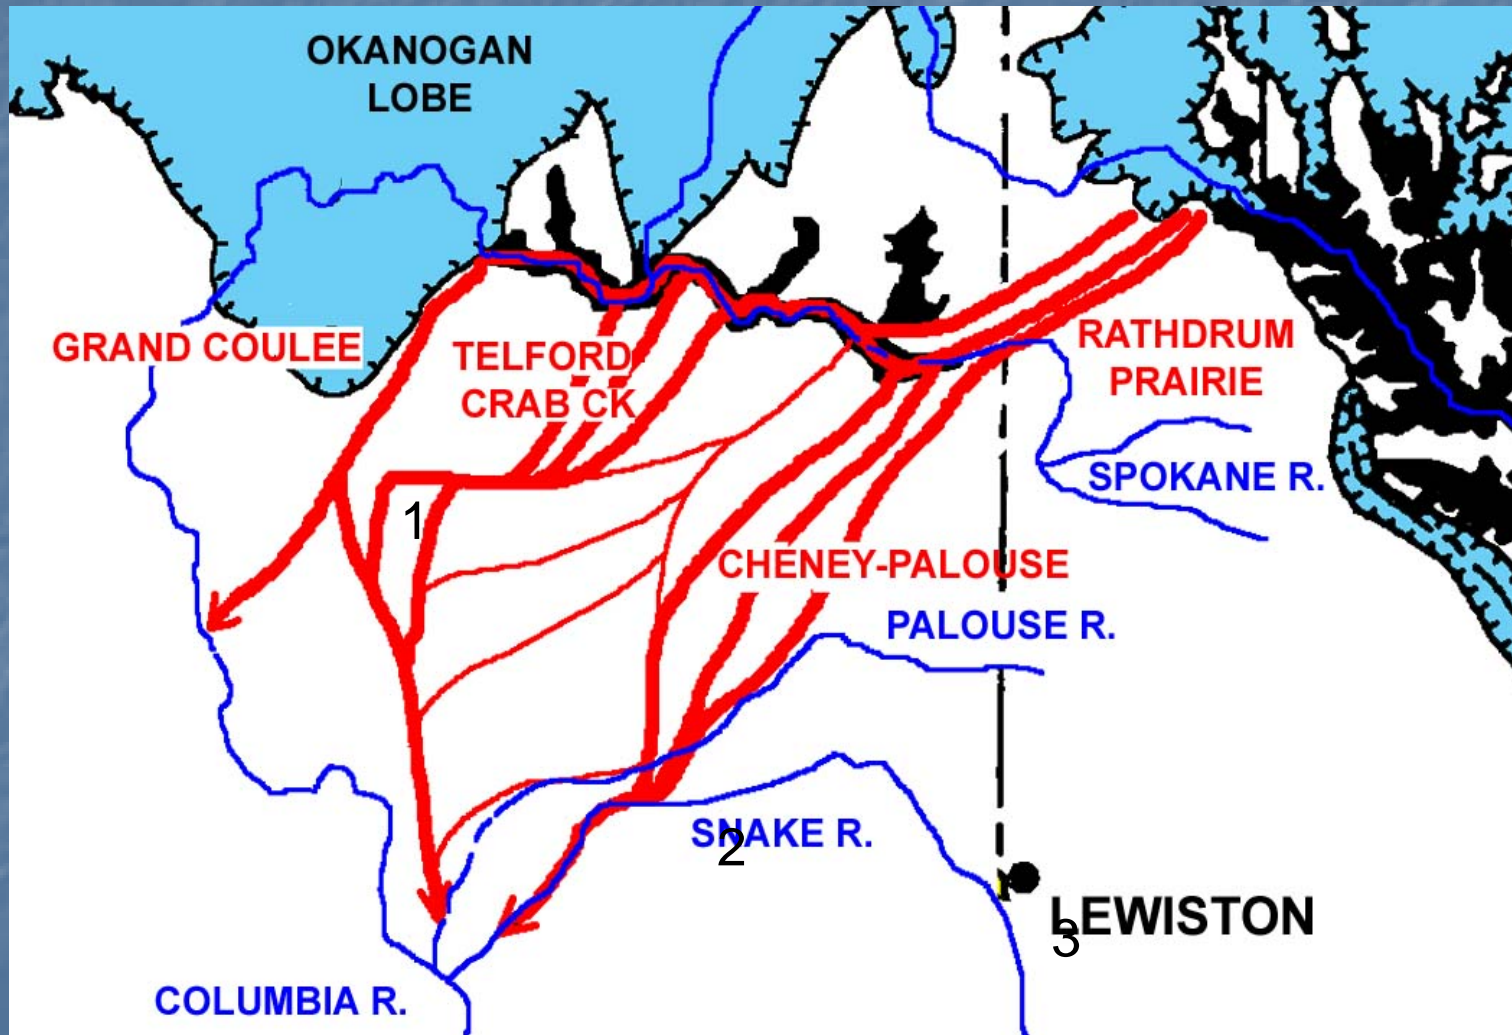 OKANOGAN
LOBE
GRAND COULEE
TELFORD
CRAB CK
RATHDRUM
PRAIRIE
SPOKANE R.
1
CHENEY-PALOUSE
PALOUSE R.
SNAKE R.
2
LEWISTON
3
COLUMBIA R.